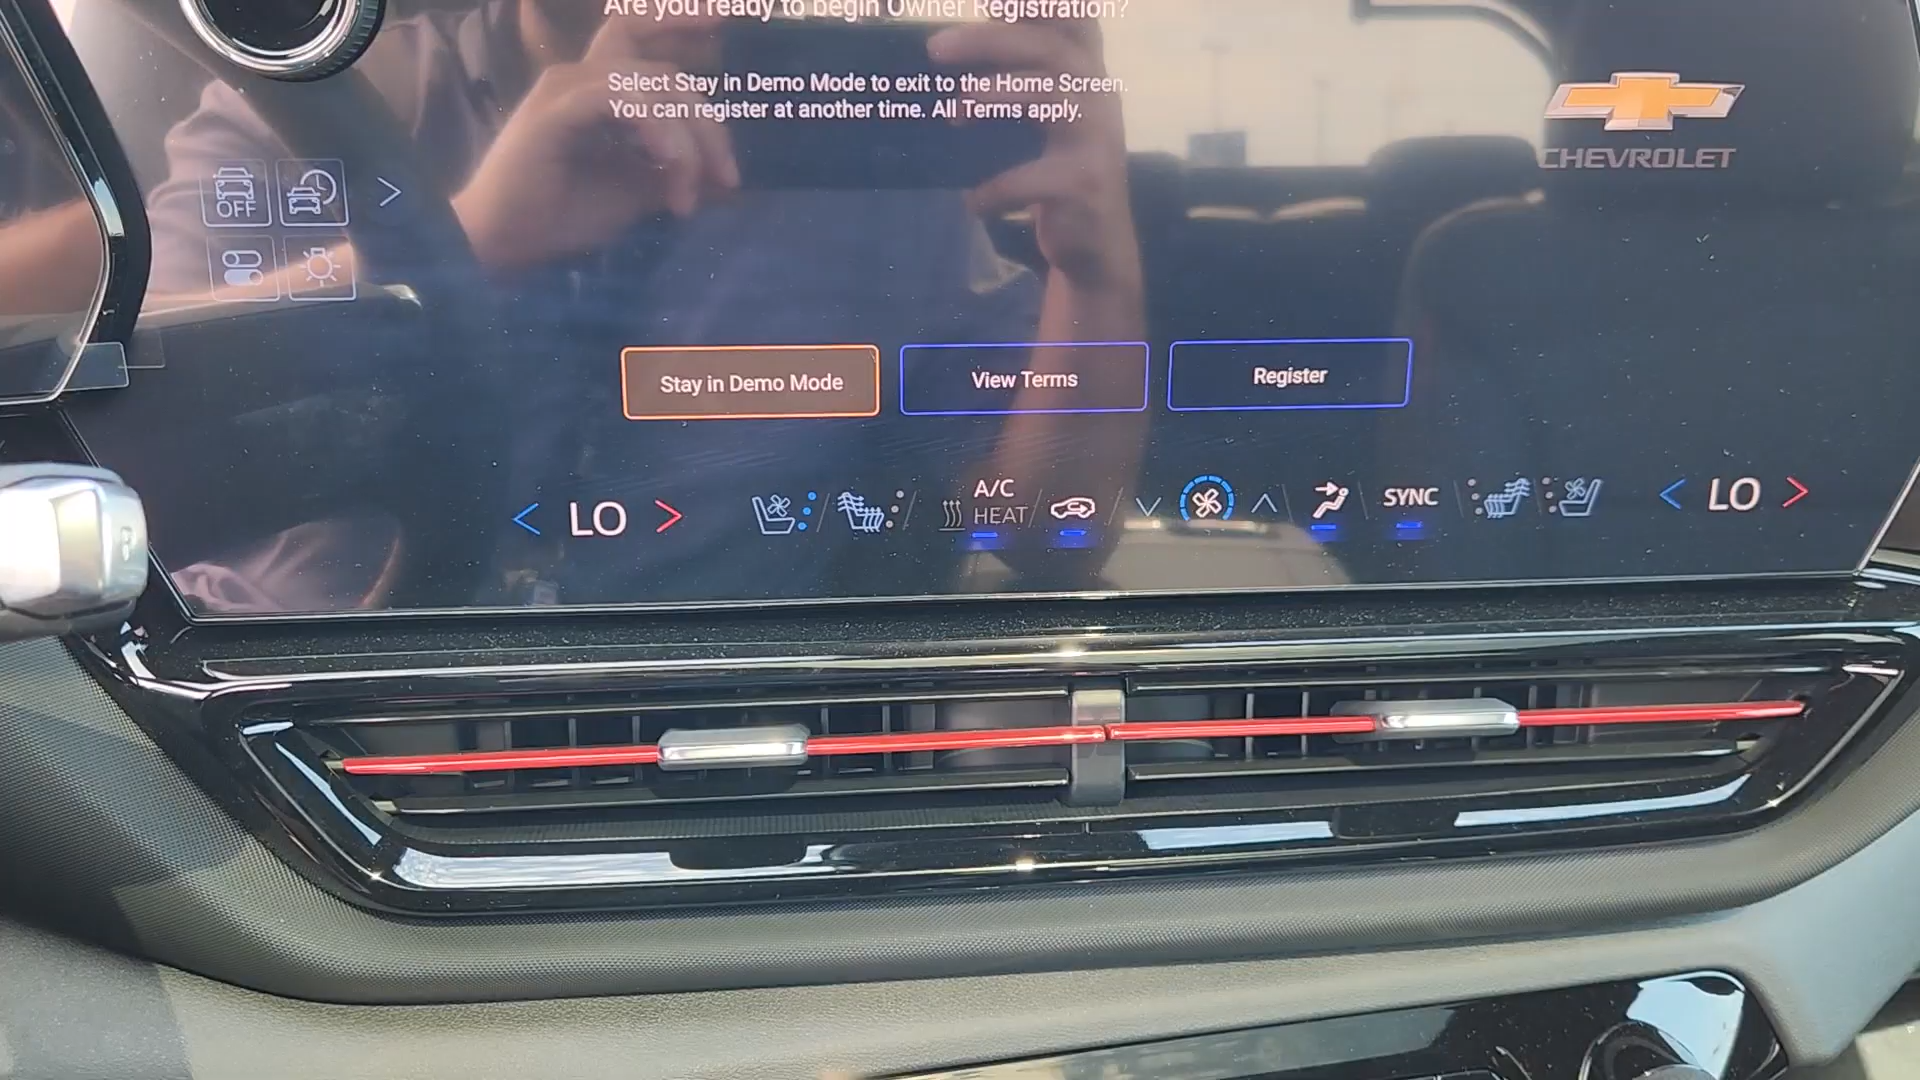 Are you ready to begin Owner Registration?
Select Stay in Demo Mode to exit to the Home Screen.
You can register at another time. All Terms apply.
CHEVROLET
OFF
Stay in Demo Mode
View Terms
Register
LO
A/C
HEAT
SYNC
LO